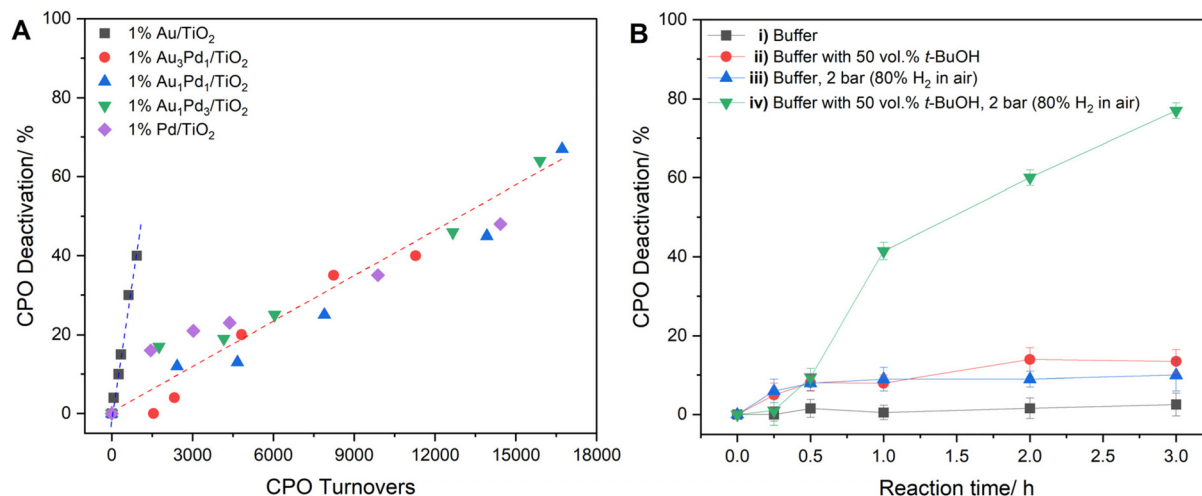 A
1% Au/TiO₂
1% Au₃Pd₁/TiO₂
1% Au₁Pd₁/TiO₂
1% Au₁Pd₃/TiO₂
1% Pd/TiO₂
100
80
60
40
20
0
CPO Deactivation/ %
0 3000 6000 9000 12000 15000 18000
CPO Turnovers
B
i) Buffer
ii) Buffer with 50 vol.% t-BuOH
iii) Buffer, 2 bar (80% H₂ in air)
iv) Buffer with 50 vol.% t-BuOH, 2 bar (80% H₂ in air)
100
80
60
40
20
0
CPO Deactivation/ %
0.0 0.5 1.0 1.5 2.0 2.5 3.0
Reaction time/ h